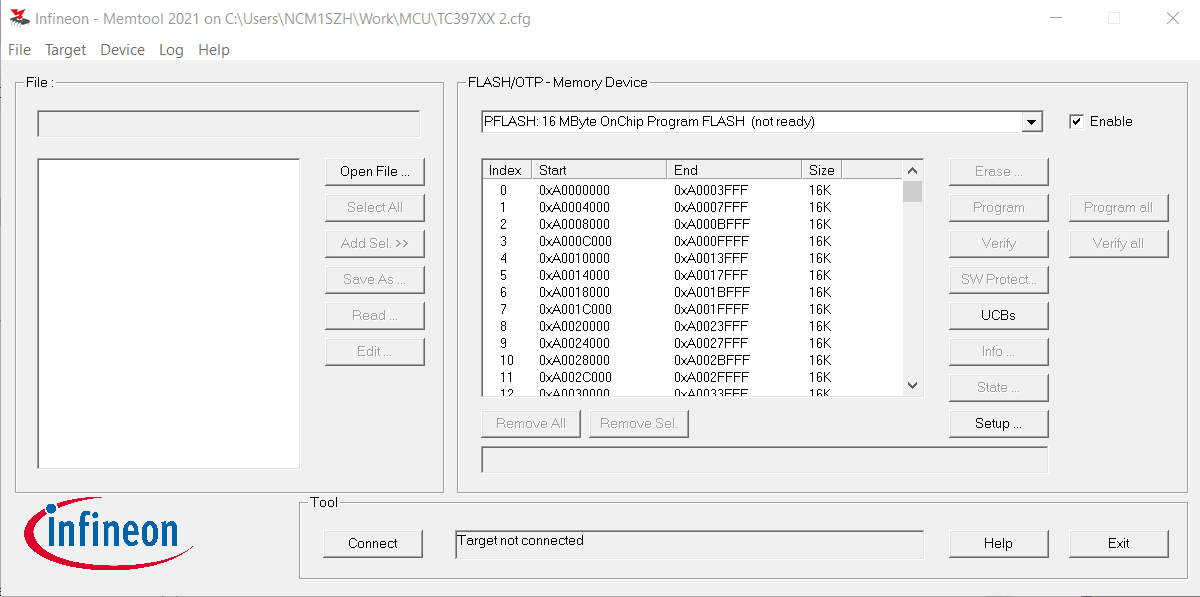 Infineon - Memtool 2021 on C:\Users\NCM1SZH\Work\MCU\TC397XX 2.cfg
File Target Device Log Help
File :
Open File ...
Select All
Add Sel. >>
Save As ...
Read ...
Edit ...
FLASH/OTP - Memory Device
PFLASH: 16 MByte OnChip Program FLASH (not ready)
Enable
Index Start End Size
0 0xA0000000 0xA0003FFF 16K
1 0xA0004000 0xA0007FFF 16K
2 0xA0008000 0xA000BFFF 16K
3 0xA000C000 0xA000FFFF 16K
4 0xA0010000 0xA0013FFF 16K
5 0xA0014000 0xA0017FFF 16K
6 0xA0018000 0xA001BFFF 16K
7 0xA001C000 0xA001FFFF 16K
8 0xA0020000 0xA0023FFF 16K
9 0xA0024000 0xA0027FFF 16K
10 0xA0028000 0xA002BFFF 16K
11 0xA002C000 0xA002FFFF 16K
12 0xA0030000 0xA0033FFF 16K
Erase ...
Program
Verify
SW Protect...
UCBs
Info ...
State ...
Setup ...
Program all
Verify all
Remove All
Remove Sel.
infineon
Tool
Connect
Target not connected
Help
Exit